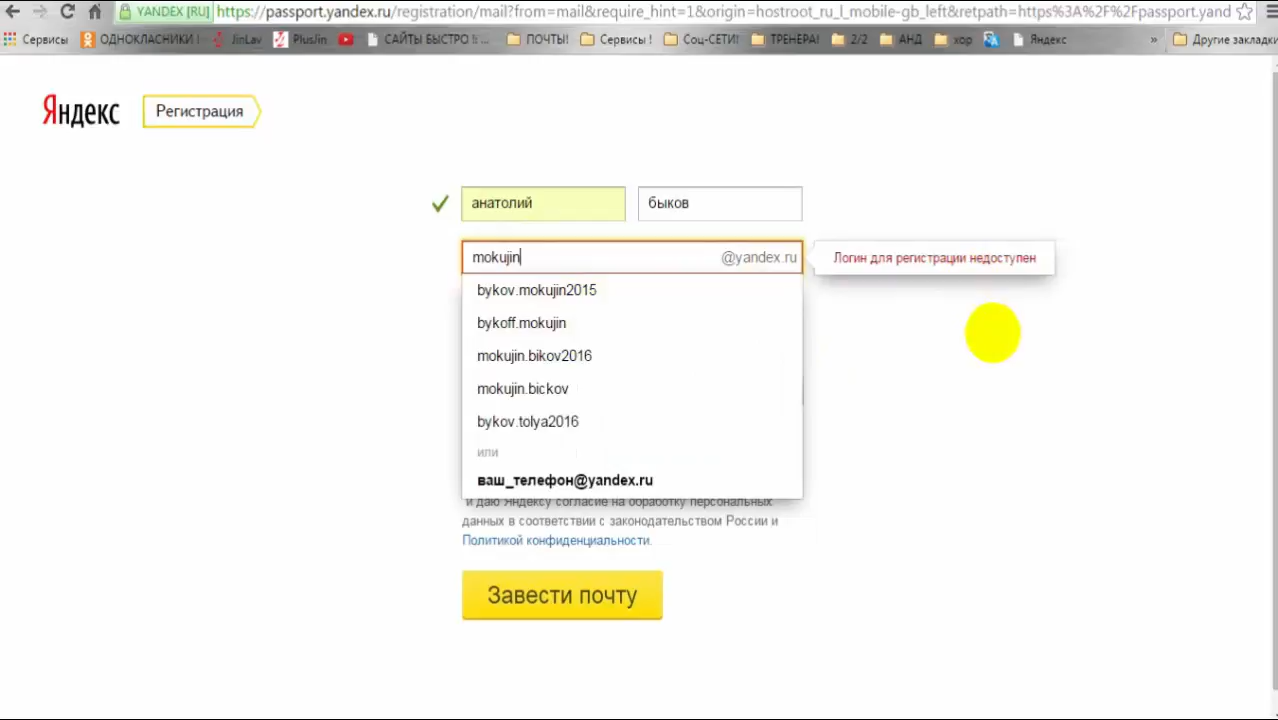 YANDEX [RU] https://passport.yandex.ru/registration/mail?from=mail&require_hint=1&origin=hostroot_ru_l_mobile-gb_left&retpath=https%3A%2F%2Fpassport.yand
Сервисы ОДНОКЛАСНИКИ JinLav Plus/in САЙТЫ БЫСТРО !: ... ПОЧТЫ! Сервисы ! Соц-СЕТИ! ТРЕНЕРА! 2/2 АНД хор Яндекс » Другие закладки
Яндекс Регистрация
анатолий быков
mokujin @yandex.ru Логин для регистрации недоступен
bykov.mokujin2015
bykoff.mokujin
mokujin.bikov2016
mokujin.bickov
bykov.tolya2016
или
ваш_телефон@yandex.ru
и даю Яндексу согласие на обработку персональных
данных в соответствии с законодательством России и
Политикой конфиденциальности.
Завести почту